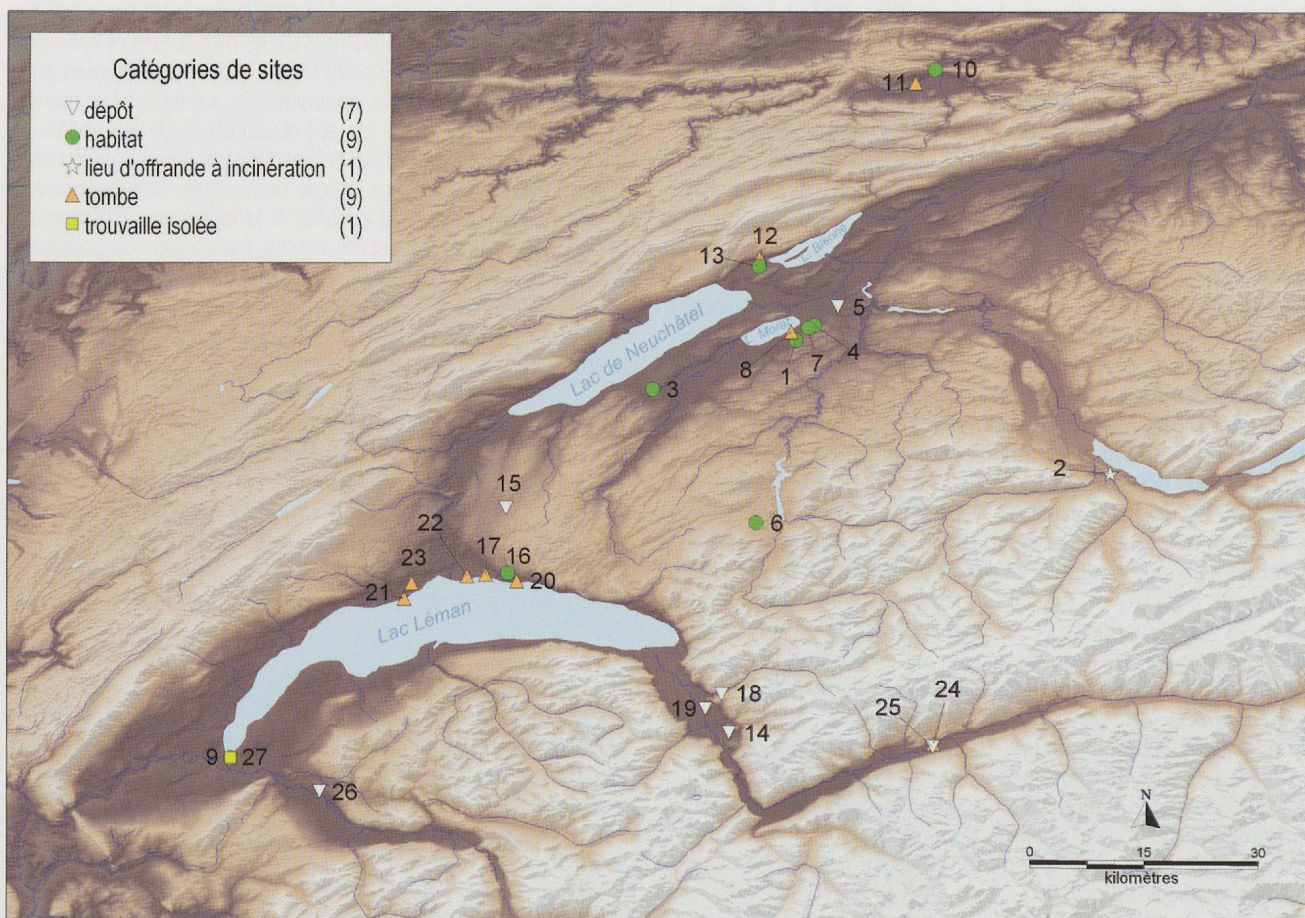 Catégories de sites
dépôt (7)
habitat (9)
lieu d'offrande à incinération (1)
tombe (9)
trouvaille isolée (1)
11 10
12
13
L. Bienne
5
Lac de Neuchâtel
L. Morat
8 1 7 4
3
2
15
6
22 17 16
23
20
21
Lac Léman
18
19
14
24
25
9 27
26
N
0 15 30
kilomètres